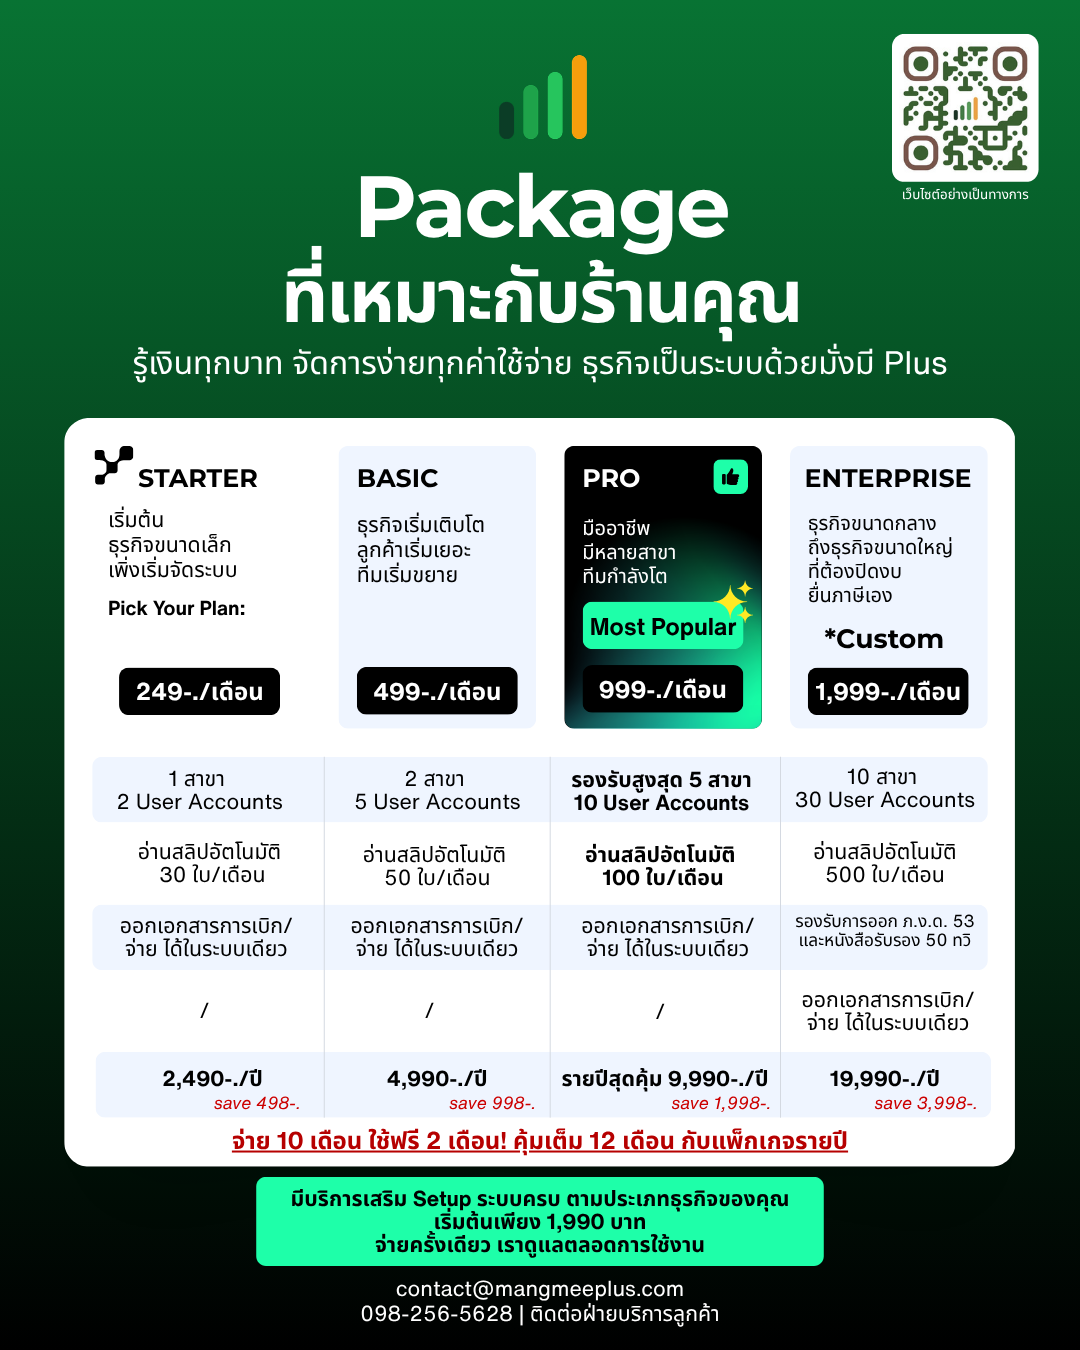 เว็บไซต์อย่างเป็นทางการ
Package
ที่เหมาะกับร้านคุณ
รู้เงินทุกบาท จัดการง่ายทุกค่าใช้จ่าย ธุรกิจเป็นระบบด้วยมั่งมี Plus
STARTER
เริ่มต้น
ธุรกิจขนาดเล็ก
เพิ่งเริ่มจัดระบบ
Pick Your Plan:
249-./เดือน
BASIC
ธุรกิจเริ่มเติบโต
ลูกค้าเริ่มเยอะ
ทีมเริ่มขยาย
499-./เดือน
PRO
มืออาชีพ
มีหลายสาขา
ทีมกำลังโต
Most Popular
999-./เดือน
ENTERPRISE
ธุรกิจขนาดกลาง
ถึงธุรกิจขนาดใหญ่
ที่ต้องปิดงบ
ยื่นภาษีเอง
*Custom
1,999-./เดือน
1 สาขา
2 User Accounts
2 สาขา
5 User Accounts
รองรับสูงสุด 5 สาขา
10 User Accounts
10 สาขา
30 User Accounts
อ่านสลิปอัตโนมัติ
30 ใบ/เดือน
อ่านสลิปอัตโนมัติ
50 ใบ/เดือน
อ่านสลิปอัตโนมัติ
100 ใบ/เดือน
อ่านสลิปอัตโนมัติ
500 ใบ/เดือน
ออกเอกสารการเบิก/
จ่าย ได้ในระบบเดียว
ออกเอกสารการเบิก/
จ่าย ได้ในระบบเดียว
ออกเอกสารการเบิก/
จ่าย ได้ในระบบเดียว
รองรับการออก ภ.ง.ด. 53
และหนังสือรับรอง 50 ทวิ
/
/
/
ออกเอกสารการเบิก/
จ่าย ได้ในระบบเดียว
2,490-./ปี
save 498-.
4,990-./ปี
save 998-.
รายปีสุดคุ้ม 9,990-./ปี
save 1,998-.
19,990-./ปี
save 3,998-.
จ่าย 10 เดือน ใช้ฟรี 2 เดือน! คุ้มเต็ม 12 เดือน กับแพ็กเกจรายปี
มีบริการเสริม Setup ระบบครบ ตามประเภทธุรกิจของคุณ
เริ่มต้นเพียง 1,990 บาท
จ่ายครั้งเดียว เราดูแลตลอดการใช้งาน
contact@mangmeeplus.com
098-256-5628 | ติดต่อฝ่ายบริการลูกค้า